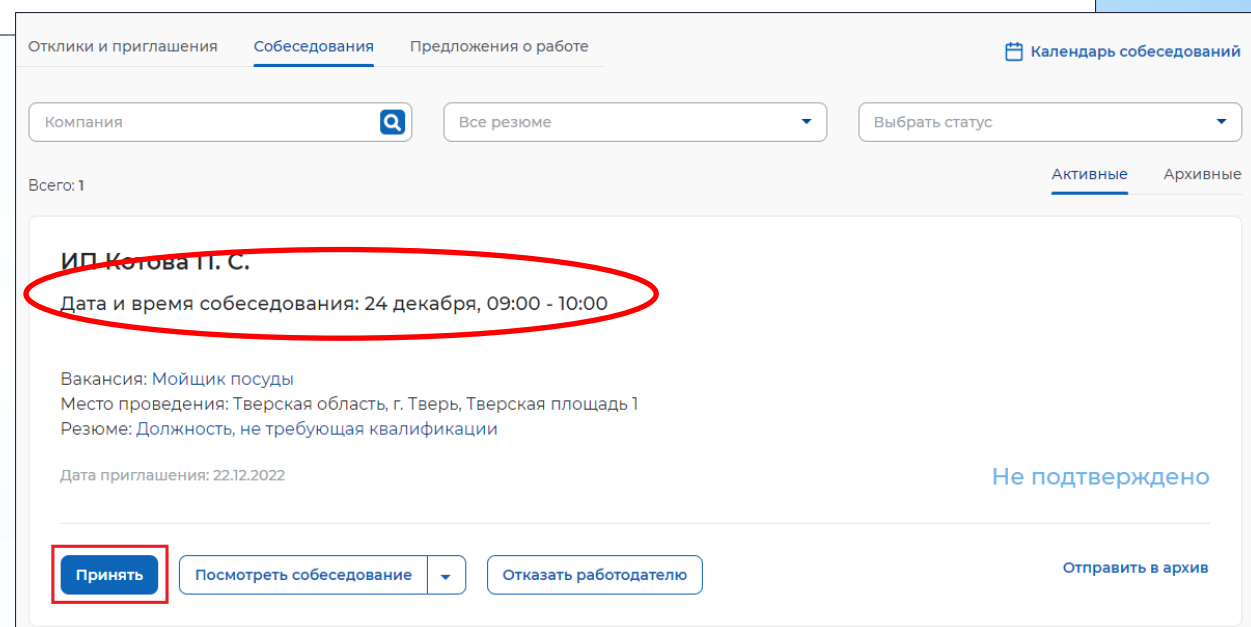 Отклики и приглашения Собеседования Предложения о работе Календарь собеседований
Компания Все резюме Выбрать статус
Всего: 1 Активные Архивные
ИП Котова П. С.
Дата и время собеседования: 24 декабря, 09:00 - 10:00
Вакансия: Мойщик посуды
Место проведения: Тверская область, г. Тверь, Тверская площадь 1
Резюме: Должность, не требующая квалификации
Дата приглашения: 22.12.2022 Не подтверждено
Принять Посмотреть собеседование Отказать работодателю Отправить в архив